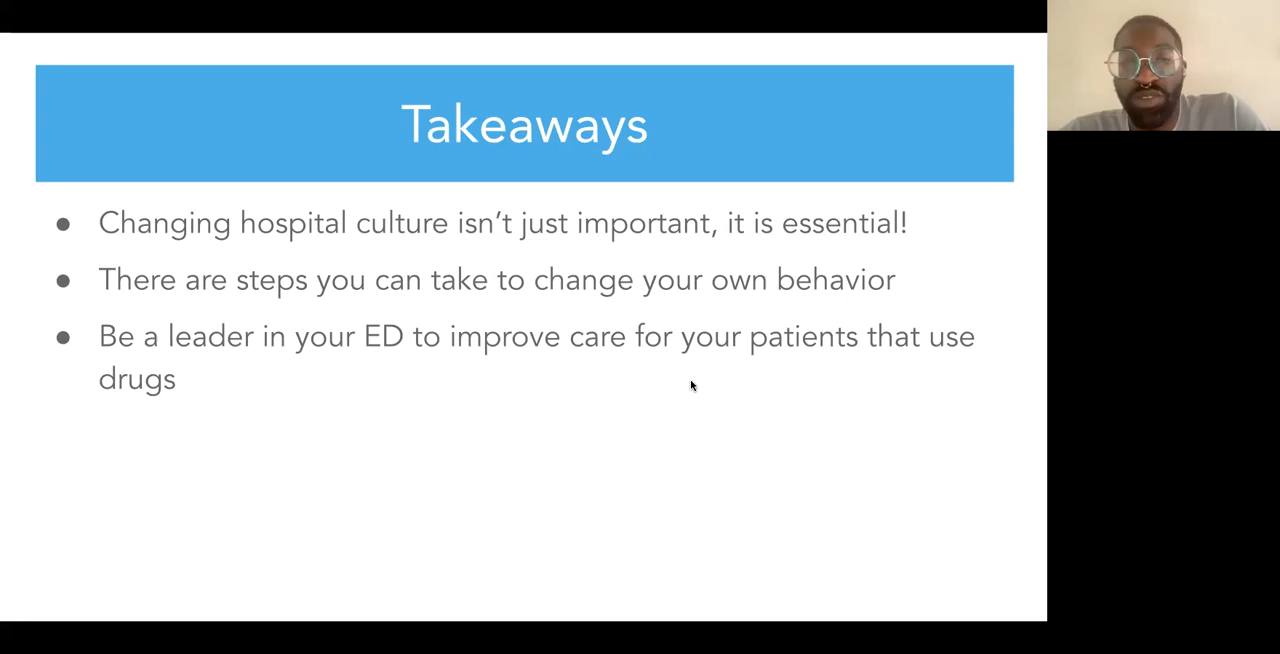 Takeaways
● Changing hospital culture isn’t just important, it is essential!
● There are steps you can take to change your own behavior
● Be a leader in your ED to improve care for your patients that use
drugs